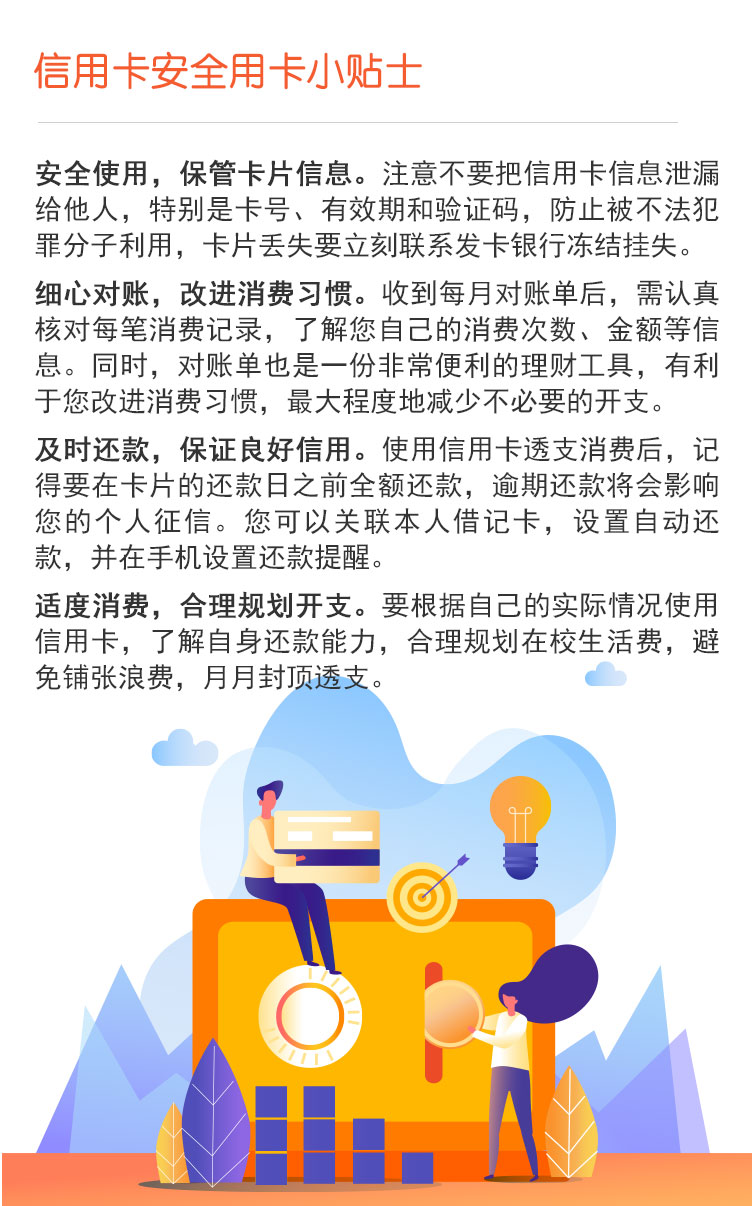 信用卡安全用卡小贴士
安全使用，保管卡片信息。注意不要把信用卡信息泄漏
给他人，特别是卡号、有效期和验证码，防止被不法犯
罪分子利用，卡片丢失要立刻联系发卡银行冻结挂失。
细心对账，改进消费习惯。收到每月对账单后，需认真
核对每笔消费记录，了解您自己的消费次数、金额等信
息。同时，对账单也是一份非常便利的理财工具，有利
于您改进消费习惯，最大程度地减少不必要的开支。
及时还款，保证良好信用。使用信用卡透支消费后，记
得要在卡片的还款日之前全额还款，逾期还款将会影响
您的个人征信。您可以关联本人借记卡，设置自动还
款，并在手机设置还款提醒。
适度消费，合理规划开支。要根据自己的实际情况使用
信用卡，了解自身还款能力，合理规划在校生活费，避
免铺张浪费，月月封顶透支。